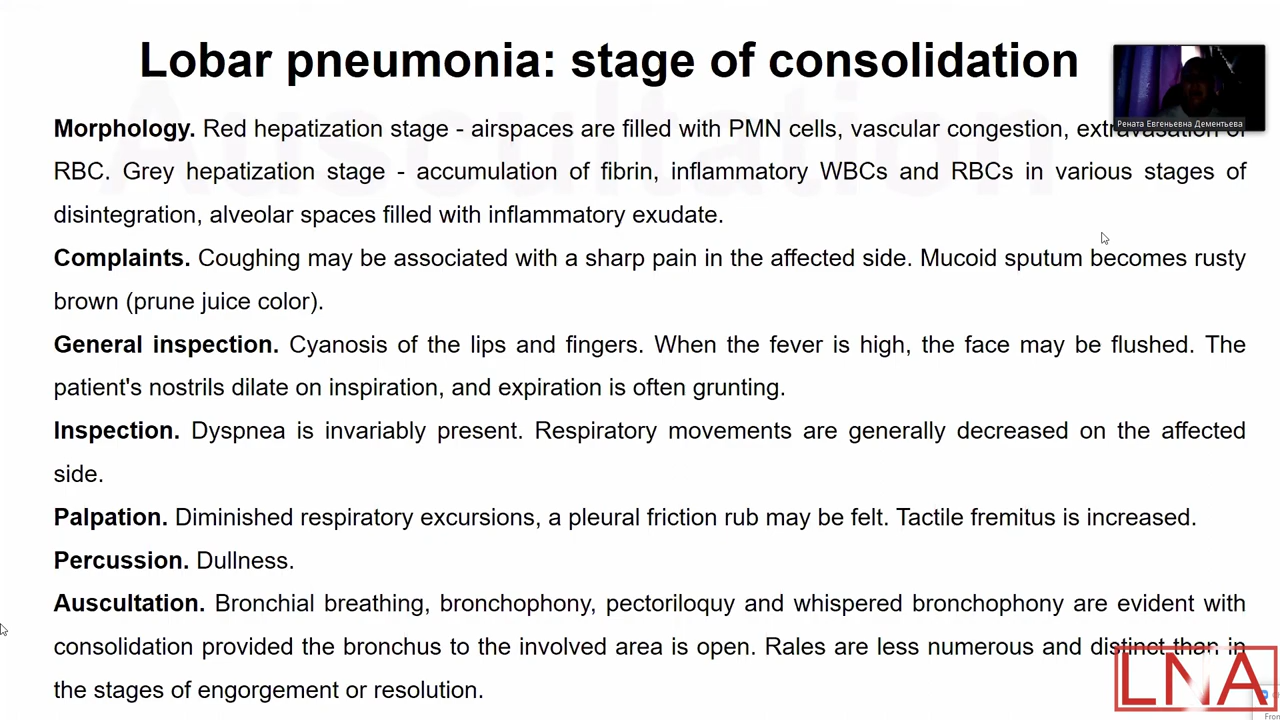 Lobar pneumonia: stage of consolidation
Рената Евгеньевна Дементьева
Morphology. Red hepatization stage - airspaces are filled with PMN cells, vascular congestion, extravasation of
RBC. Grey hepatization stage - accumulation of fibrin, inflammatory WBCs and RBCs in various stages of
disintegration, alveolar spaces filled with inflammatory exudate.
Complaints. Coughing may be associated with a sharp pain in the affected side. Mucoid sputum becomes rusty
brown (prune juice color).
General inspection. Cyanosis of the lips and fingers. When the fever is high, the face may be flushed. The
patient's nostrils dilate on inspiration, and expiration is often grunting.
Inspection. Dyspnea is invariably present. Respiratory movements are generally decreased on the affected
side.
Palpation. Diminished respiratory excursions, a pleural friction rub may be felt. Tactile fremitus is increased.
Percussion. Dullness.
Auscultation. Bronchial breathing, bronchophony, pectoriloquy and whispered bronchophony are evident with
consolidation provided the bronchus to the involved area is open. Rales are less numerous and distinct than in
the stages of engorgement or resolution.
LNA